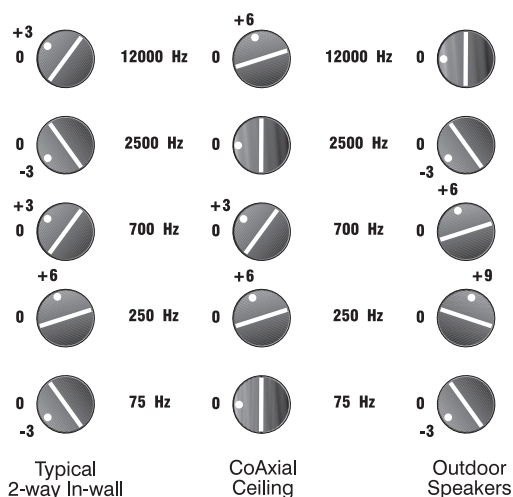 +3
+6
0 12000 Hz 0 12000 Hz 0
0 2500 Hz 0 2500 Hz 0
-3
-3
+3
+3
+6
0 700 Hz 0 700 Hz 0
+6
+6
+9
0 250 Hz 0 250 Hz 0
0 75 Hz 0 75 Hz 0
-3
-3
Typical
2-way In-wall
CoAxial
Ceiling
Outdoor
Speakers